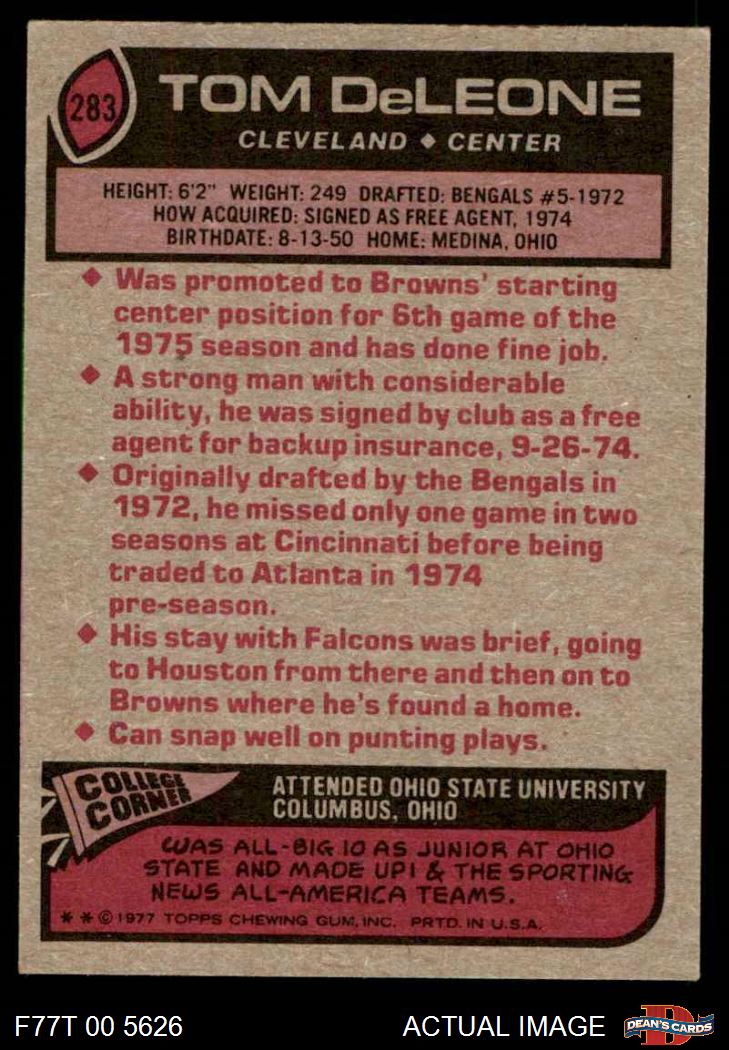 283
TOM DeLEONE
CLEVELAND ◆ CENTER
HEIGHT: 6'2" WEIGHT: 249 DRAFTED: BENGALS #5-1972
HOW ACQUIRED: SIGNED AS FREE AGENT, 1974
BIRTHDATE: 8-13-50 HOME: MEDINA, OHIO
◆ Was promoted to Browns' starting
center position for 6th game of the
1975 season and has done fine job.
◆ A strong man with considerable
ability, he was signed by club as a free
agent for backup insurance, 9-26-74.
◆ Originally drafted by the Bengals in
1972, he missed only one game in two
seasons at Cincinnati before being
traded to Atlanta in 1974
pre-season.
◆ His stay with Falcons was brief, going
to Houston from there and then on to
Browns where he's found a home.
◆ Can snap well on punting plays.
COLLEGE
CORNER
ATTENDED OHIO STATE UNIVERSITY
COLUMBUS, OHIO
WAS ALL-BIG 10 AS JUNIOR AT OHIO
STATE AND MADE UPI & THE SPORTING
NEWS ALL-AMERICA TEAMS.
* * © 1977 TOPPS CHEWING GUM, INC. PRTD. IN U.S.A.
F77T 00 5626
ACTUAL IMAGE
DEAN'S CARDS